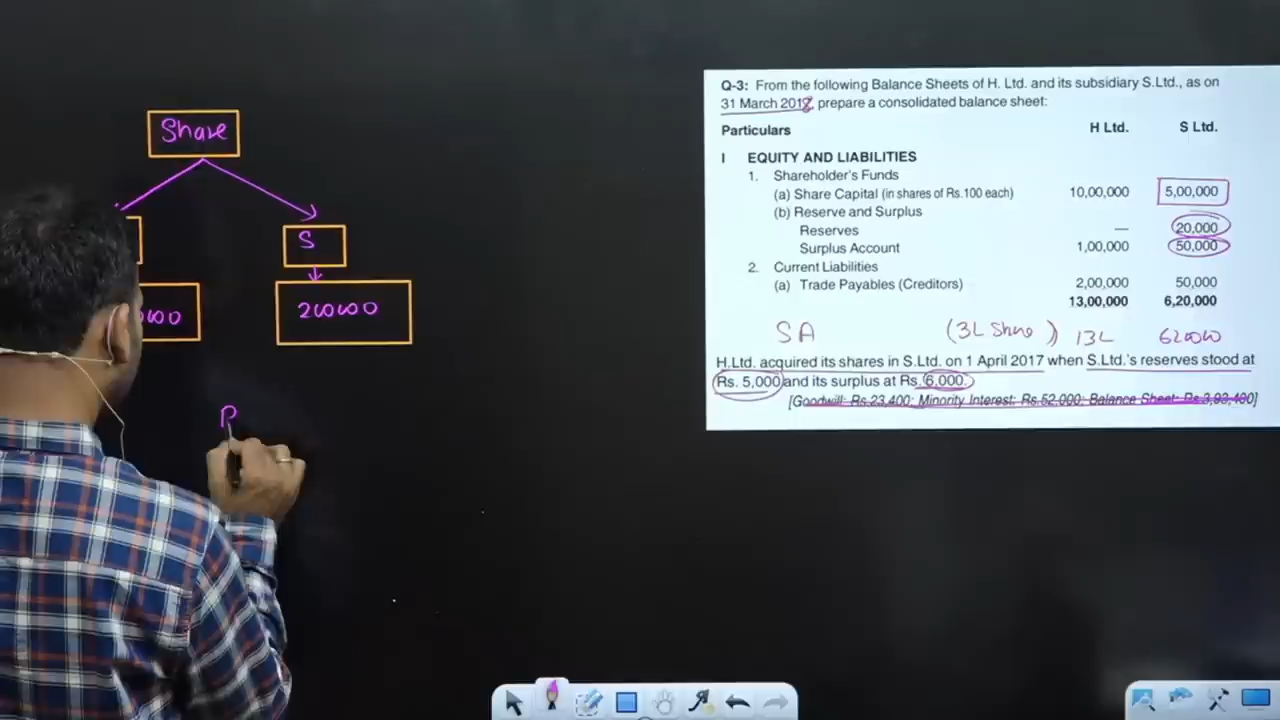 Share
S
200000
P
Q-3: From the following Balance Sheets of H. Ltd. and its subsidiary S.Ltd., as on
31 March 2018, prepare a consolidated balance sheet:
Particulars H Ltd. S Ltd.
I EQUITY AND LIABILITIES
1. Shareholder's Funds
(a) Share Capital (in shares of Rs.100 each) 10,00,000 5,00,000
(b) Reserve and Surplus
Reserves — 20,000
Surplus Account 1,00,000 50,000
2. Current Liabilities
(a) Trade Payables (Creditors) 2,00,000 50,000
13,00,000 6,20,000
SA (3L Share) 13L 620000
H.Ltd. acquired its shares in S.Ltd. on 1 April 2017 when S.Ltd.'s reserves stood at
Rs. 5,000 and its surplus at Rs. 6,000.
[Goodwill: Rs.23,400; Minority Interest: Rs.52,000; Balance Sheet: Rs.3,93,400]